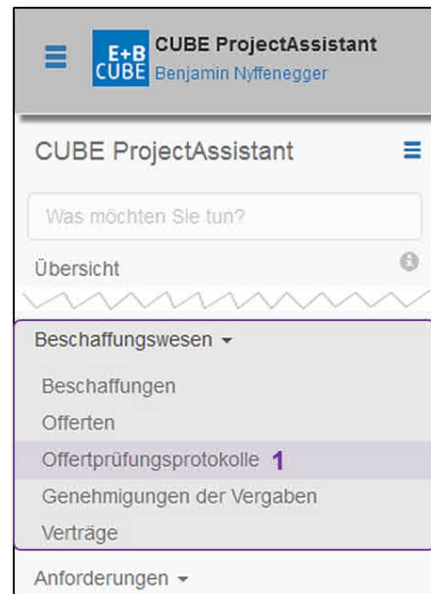 E+B
CUBE
CUBE ProjectAssistant
Benjamin Nyffenegger
CUBE ProjectAssistant
Was möchten Sie tun?
Übersicht
Beschaffungswesen
Beschaffungen
Offerten
Offertprüfungsprotokolle 1
Genehmigungen der Vergaben
Verträge
Anforderungen